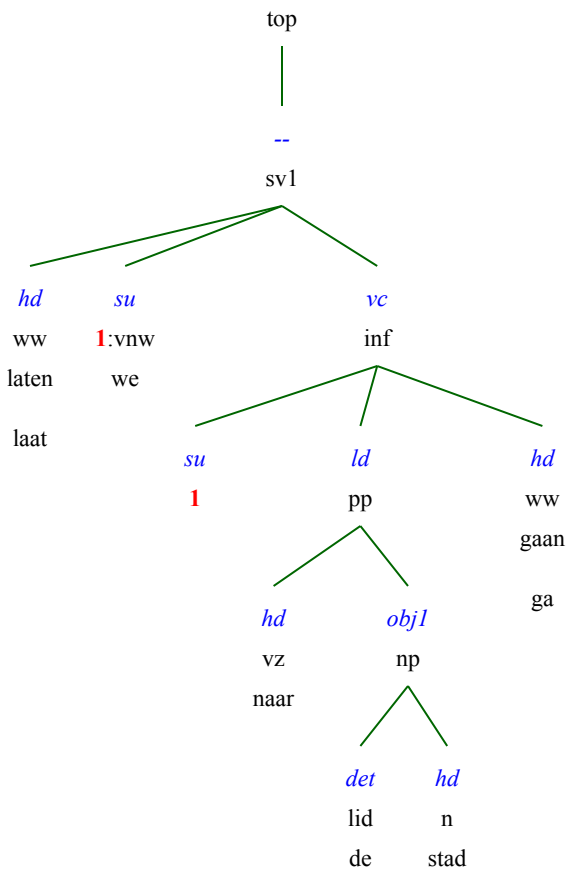 top
--
sv1
hd su vc
ww 1:vnw inf
laten we
laat
su ld hd
1 pp ww
gaan
ga
hd obj1
vz np
naar
det hd
lid n
de stad